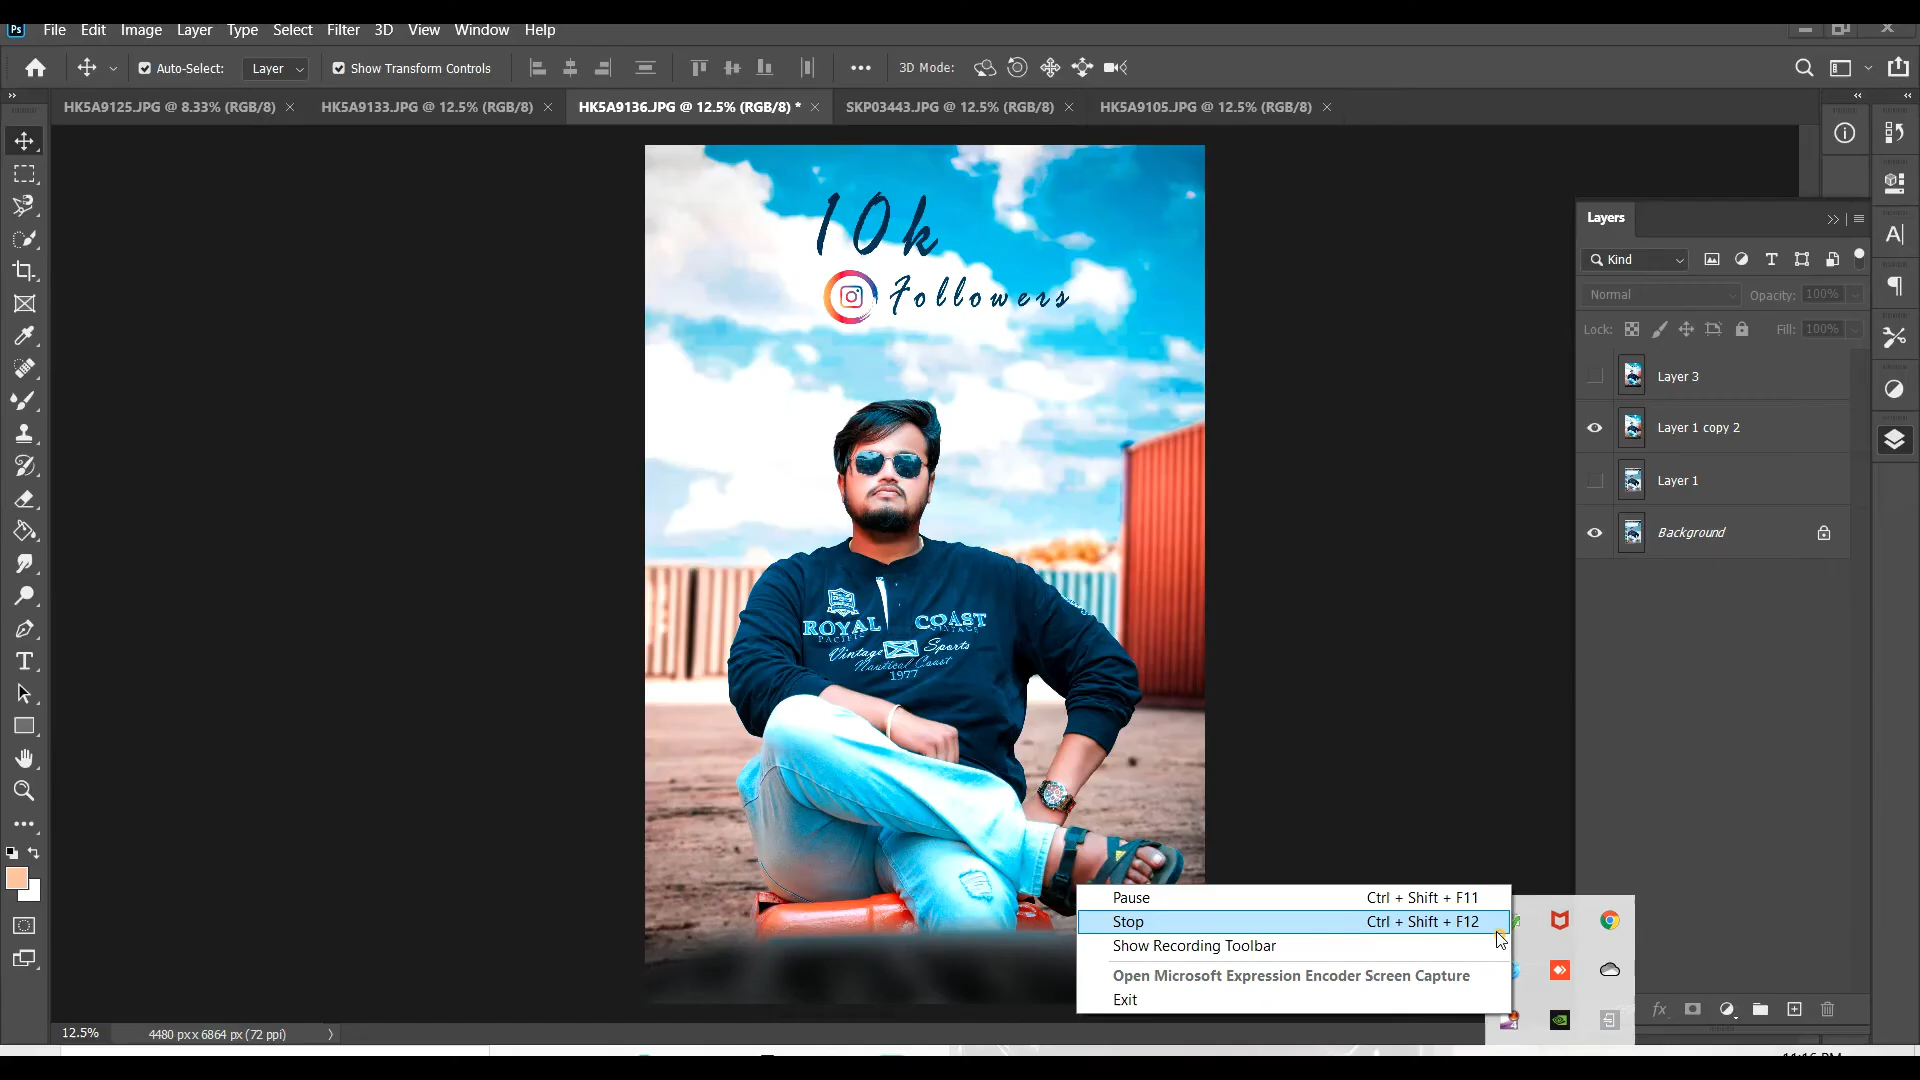 Ps File Edit Image Layer Type Select Filter 3D View Window Help
Auto-Select: Layer Show Transform Controls 3D Mode:
HK5A9125.JPG @ 8.33% (RGB/8) HK5A9133.JPG @ 12.5% (RGB/8) HK5A9136.JPG @ 12.5% (RGB/8) * SKP03443.JPG @ 12.5% (RGB/8) HK5A9105.JPG @ 12.5% (RGB/8)
10k
Followers
ROYAL COAST
PACIFIC VINTAGE
Vintage Sports
Nautical Coast
1977
Layers
Kind
Normal Opacity: 100%
Lock: Fill: 100%
Layer 3
Layer 1 copy 2
Layer 1
Background
fx
Pause Ctrl + Shift + F11
Stop Ctrl + Shift + F12
Show Recording Toolbar
Open Microsoft Expression Encoder Screen Capture
Exit
12.5% 4480 px x 6864 px (72 ppi)